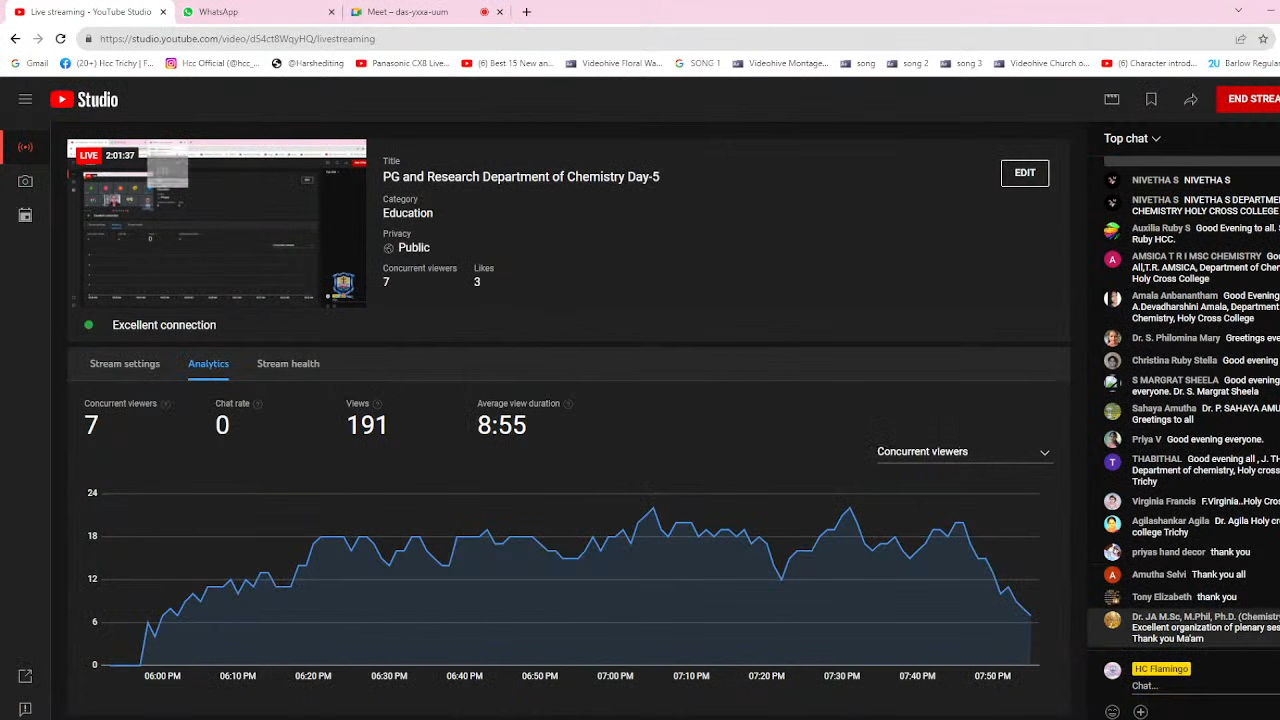 Live streaming - YouTube Studio
WhatsApp
Meet – das-yxxa-uum
https://studio.youtube.com/video/d54ct8WqyHQ/livestreaming
Gmail
(20+) Hcc Trichy | F...
Hcc Official (@hcc_...
@Harshediting
Panasonic CX8 Live...
(6) Best 15 New an...
Videohive Floral Wa...
SONG 1
Videohive Montage...
song
song 2
song 3
Videohive Church o...
(6) Character introd...
Barlow Regular
Studio
END STREA
LIVE 2:01:37
Title
PG and Research Department of Chemistry Day-5
EDIT
Category
Education
Privacy
Public
Concurrent viewers Likes
7 3
Excellent connection
Stream settings Analytics Stream health
Concurrent viewers Chat rate Views Average view duration
7 0 191 8:55
Concurrent viewers
24
18
12
6
0
06:00 PM 06:10 PM 06:20 PM 06:30 PM 06:40 PM 06:50 PM 07:00 PM 07:10 PM 07:20 PM 07:30 PM 07:40 PM 07:50 PM
Top chat
NIVETHA S NIVETHA S
NIVETHA S NIVETHA S DEPARTM
CHEMISTRY HOLY CROSS COLLEGE
Auxilia Ruby S Good Evening to all. S
Ruby HCC.
AMSICA T R I MSC CHEMISTRY Goo
All,T.R. AMSICA, Department of Chem
Holy Cross College
Amala Anbanantham Good Evening
A.Devadharshini Amala, Department
Chemistry, Holy Cross College
Dr. S. Philomina Mary Greetings eve
Christina Ruby Stella Good evening
S MARGRAT SHEELA Good evening
everyone. Dr. S. Margrat Sheela
Sahaya Amutha Dr. P. SAHAYA AMU
Greetings to all
Priya V Good evening everyone.
THABITHAL Good evening all , J. TH
Department of chemistry, Holy cross
Trichy
Virginia Francis F.Virginia..Holy Cros
Agilashankar Agila Dr. Agila Holy cr
college Trichy
priyas hand decor thank you
Amutha Selvi Thank you all
Tony Elizabeth thank you
Dr. JA M.Sc, M.Phil, Ph.D. (Chemistr
Excellent organization of plenary ses
Thank you Ma'am
HC Flamingo
Chat...